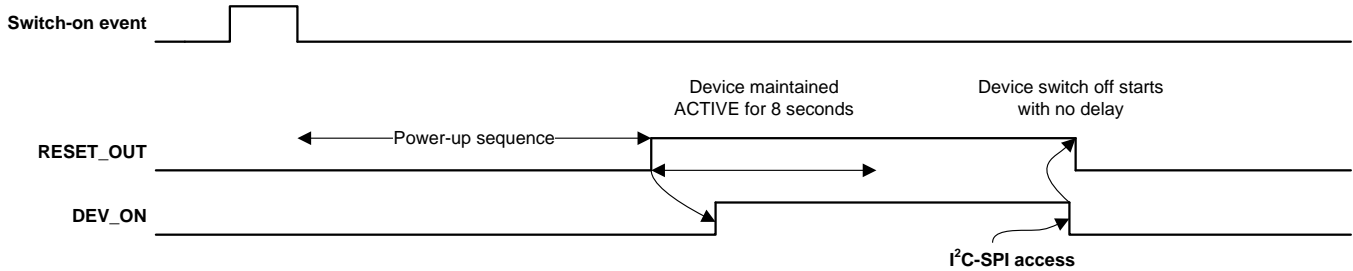 Switch-on event
Device maintained
ACTIVE for 8 seconds
Device switch off starts
with no delay
Power-up sequence
RESET_OUT
DEV_ON
I²C-SPI access